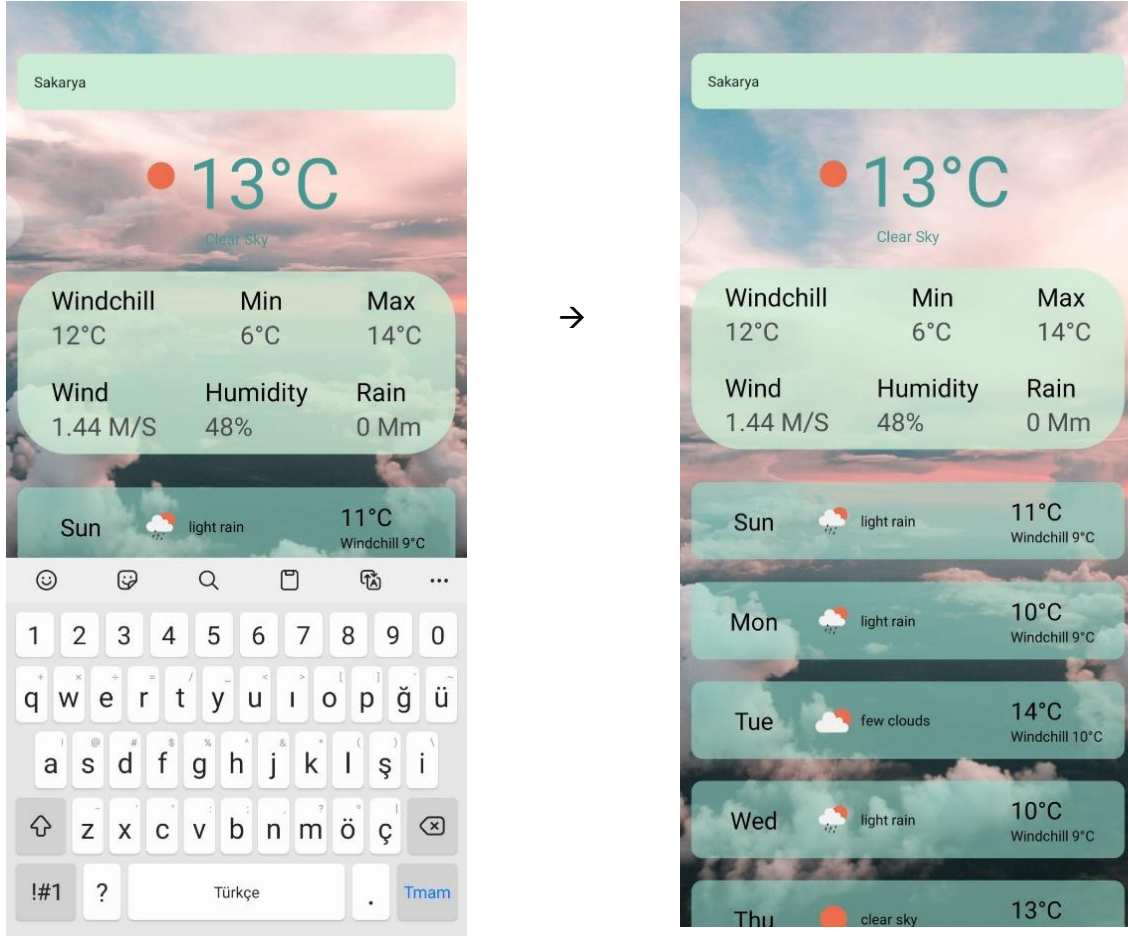 Sakarya
13°C
Clear Sky
Windchill Min Max
12°C 6°C 14°C
Wind Humidity Rain
1.44 M/S 48% 0 Mm
Sun light rain 11°C
Windchill 9°C
1 2 3 4 5 6 7 8 9 0
q w e r t y u ı o p ğ ü
a s d f g h j k l ş i
z x c v b n m ö ç
!#1 ? Türkçe . Tmam
→
Sakarya
13°C
Clear Sky
Windchill Min Max
12°C 6°C 14°C
Wind Humidity Rain
1.44 M/S 48% 0 Mm
Sun light rain 11°C
Windchill 9°C
Mon light rain 10°C
Windchill 9°C
Tue few clouds 14°C
Windchill 10°C
Wed light rain 10°C
Windchill 9°C
Thu clear sky 13°C